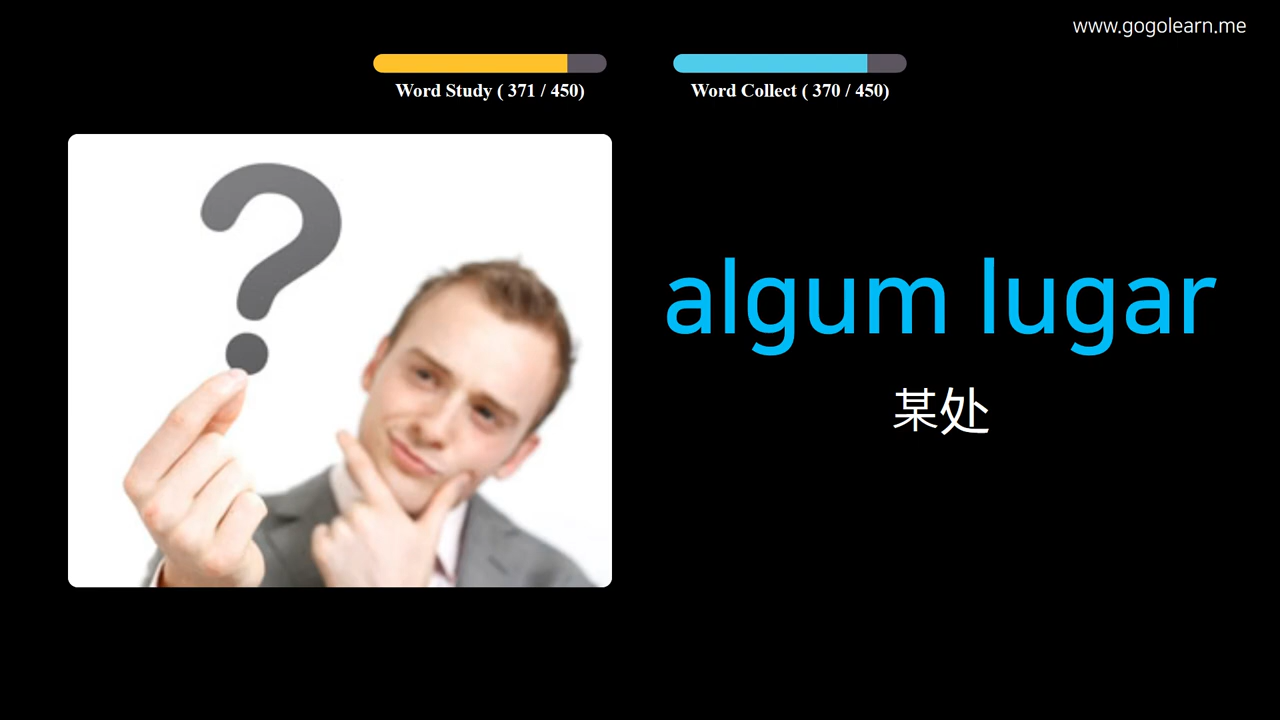 www.gogolearn.me
Word Study ( 371 / 450)
Word Collect ( 370 / 450)
?
algum lugar
某处